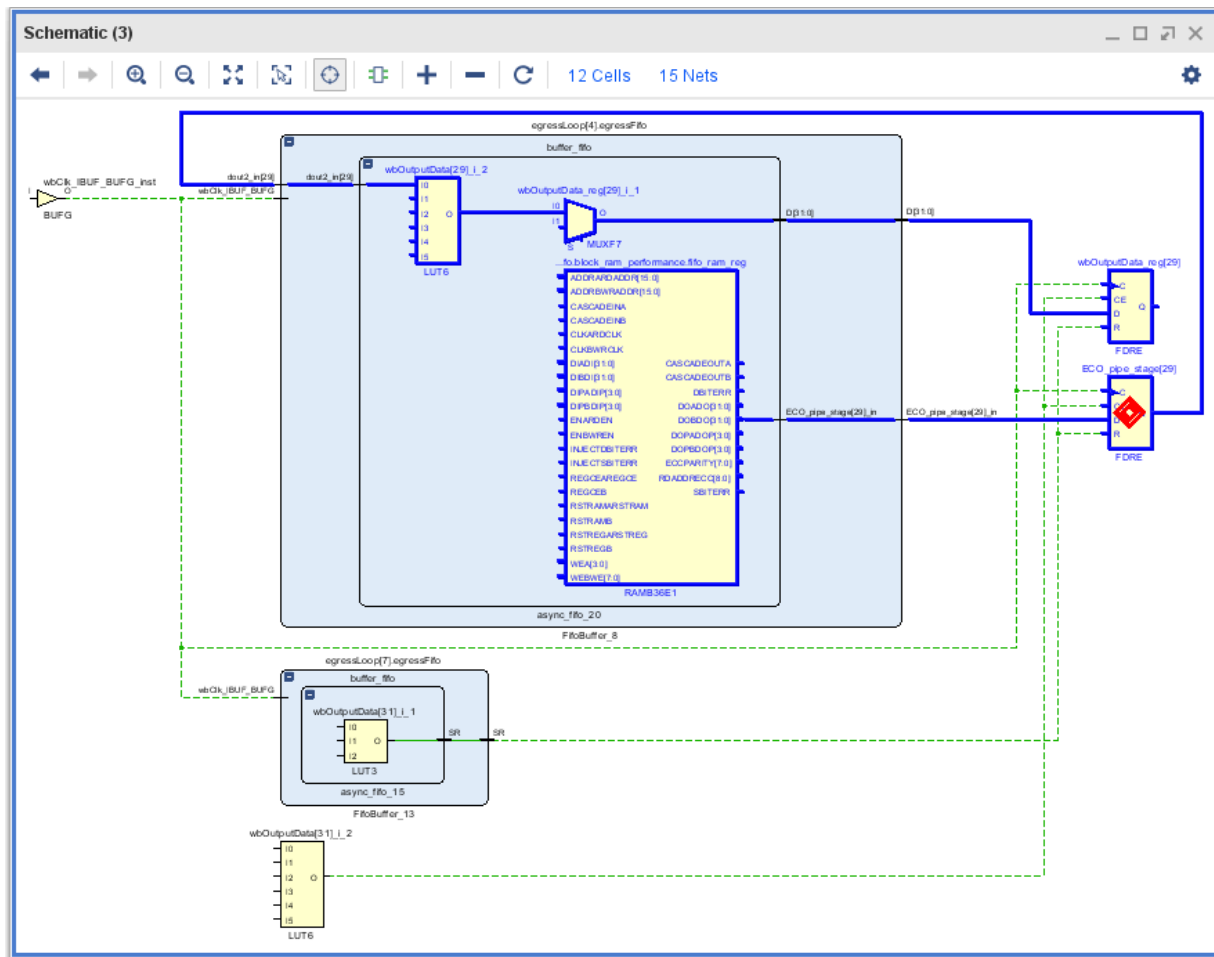 Schematic (3)
12 Cells
15 Nets
egressLoop[4].egressFifo
buffer_fifo
wbClk_IBUF_BUFG_inst
I
O
BUFG
dout2_in[29]
wbClk_IBUF_BUFG
dout2_in[29]
wbOutputData[29]_i_2
I0
I1
I2
I3
I4
I5
O
LUT6
wbOutputData_reg[29]_i_1
I0
I1
O
S
MUXF7
D[31:0]
D[31:0]
...fo.block_ram_performance.fifo_ram_reg
ADDRARDADDR[15:0]
ADDRBWRADDR[15:0]
CASCADEINA
CASCADEINB
CLKARDCLK
CLKBWRCLK
DIADI[31:0]
DIBDI[31:0]
DIPADIP[3:0]
DIPBDIP[3:0]
ENARDEN
ENBWREN
INJECTDBITERR
INJECTSBITERR
REGCEAREGCE
REGCEB
RSTRAMARSTRAM
RSTRAMB
RSTREGARSTREG
RSTREGB
WEA[3:0]
WEBWE[7:0]
CASCADEOUTA
CASCADEOUTB
DBITERR
DOADO[31:0]
DOBDO[31:0]
DOPADOP[3:0]
DOPBDOP[3:0]
ECCPARITY[7:0]
RDADDRECC[8:0]
SBITERR
RAMB36E1
ECO_pipe_stage[29]_in
ECO_pipe_stage[29]_in
async_fifo_20
FifoBuffer_8
wbOutputData_reg[29]
C
CE
D
R
Q
FDRE
ECO_pipe_stage[29]
C
R
FDRE
egressLoop[7].egressFifo
buffer_fifo
wbClk_IBUF_BUFG
wbOutputData[31]_i_1
I0
I1
I2
O
LUT3
SR
SR
async_fifo_15
FifoBuffer_13
wbOutputData[31]_i_2
I0
I1
I2
I3
I4
I5
O
LUT6